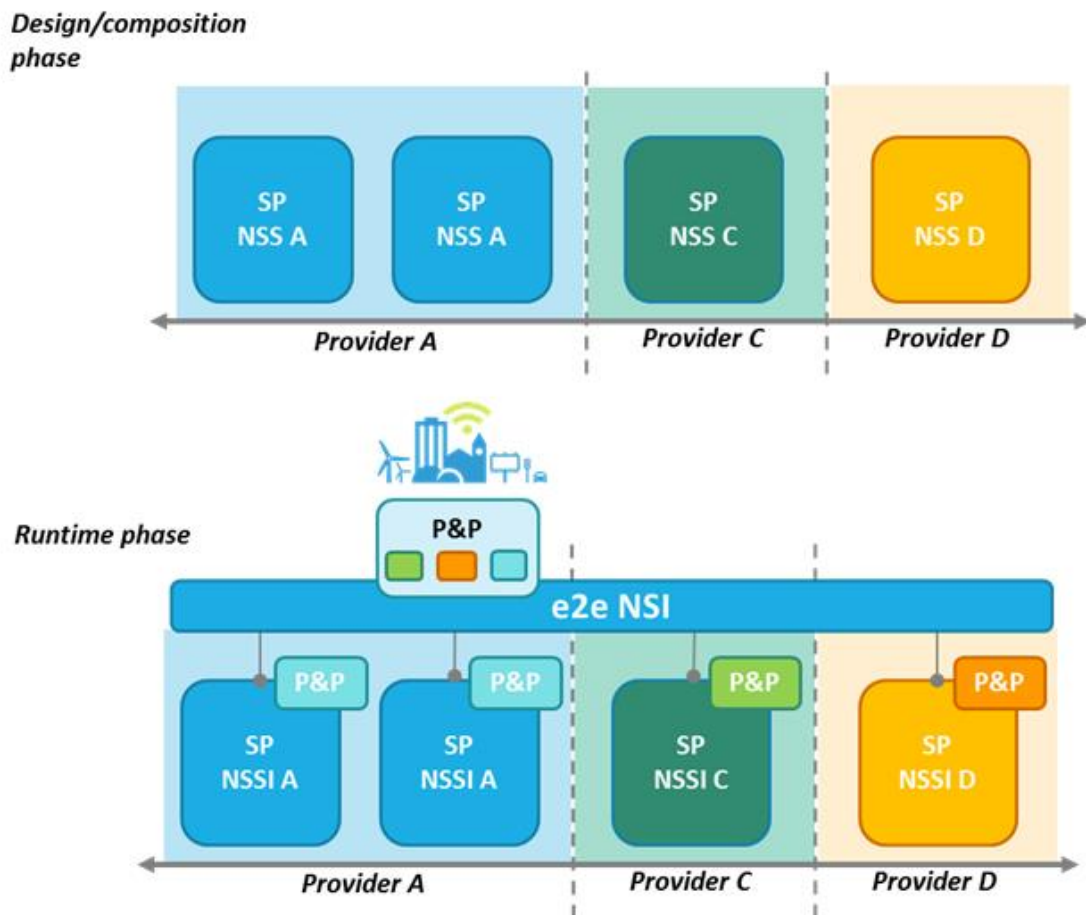 Design/composition
phase
SP
NSS A
SP
NSS A
SP
NSS C
SP
NSS D
Provider A
Provider C
Provider D
Runtime phase
P&P
e2e NSI
P&P
P&P
P&P
P&P
SP
NSSI A
SP
NSSI A
SP
NSSI C
SP
NSSI D
Provider A
Provider C
Provider D